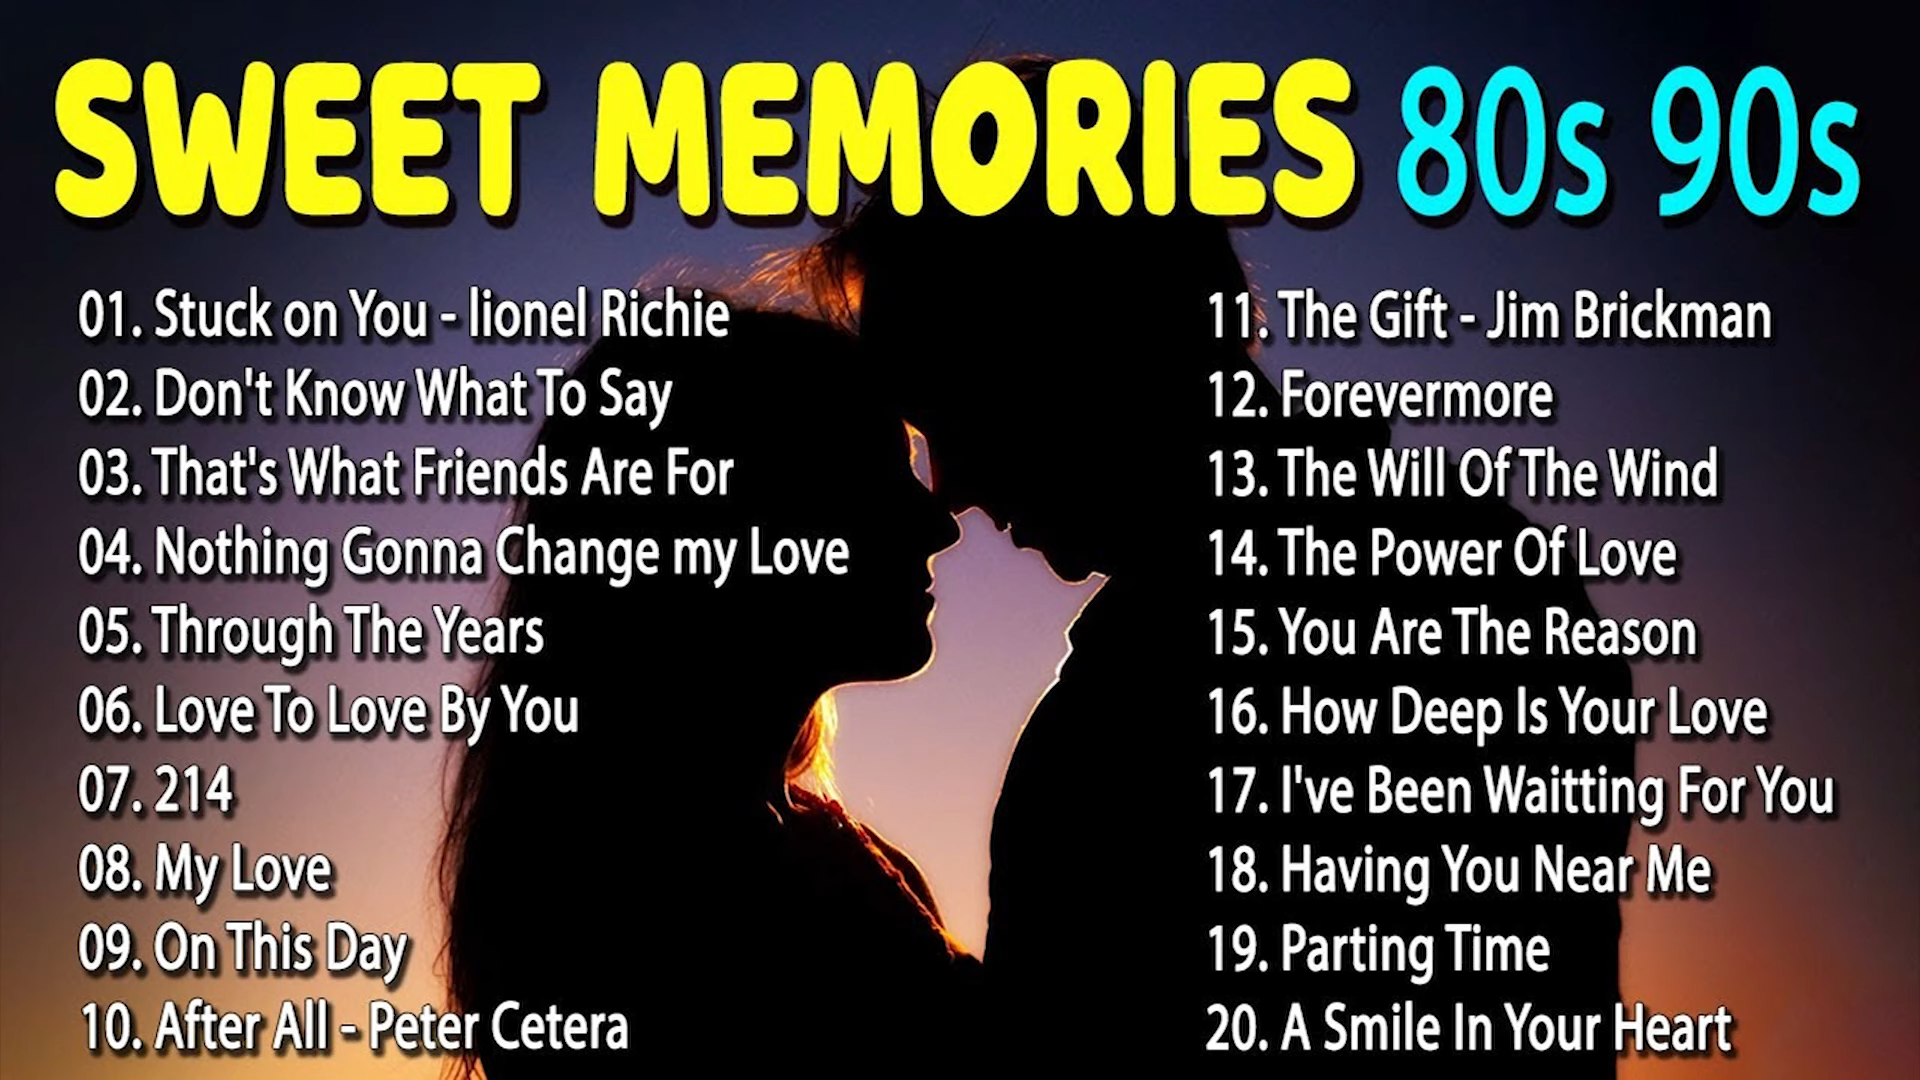 SWEET MEMORIES 80s 90s
01. Stuck on You - lionel Richie
02. Don't Know What To Say
03. That's What Friends Are For
04. Nothing Gonna Change my Love
05. Through The Years
06. Love To Love By You
07. 214
08. My Love
09. On This Day
10. After All - Peter Cetera
11. The Gift - Jim Brickman
12. Forevermore
13. The Will Of The Wind
14. The Power Of Love
15. You Are The Reason
16. How Deep Is Your Love
17. I've Been Waitting For You
18. Having You Near Me
19. Parting Time
20. A Smile In Your Heart